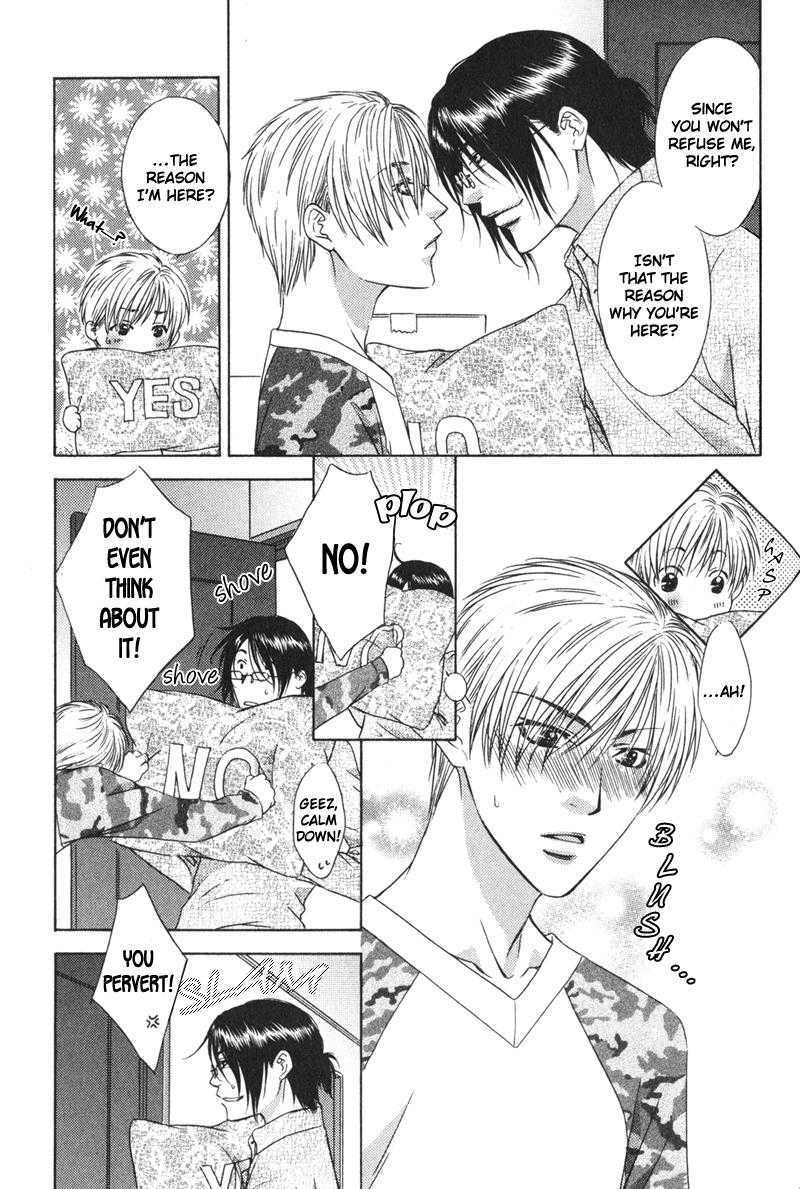 SINCE
YOU WON'T
REFUSE ME,
RIGHT?
ISN'T
THAT THE
REASON
WHY YOU'RE
HERE?
NO
...THE
REASON
I'M HERE?
What...?
YES
GASP
...AH!
BLUSH...
plop
NO!
DON'T
EVEN
THINK
ABOUT
IT!
shove
shove
NO
GEEZ,
CALM
DOWN!
YOU
PERVERT!
SLAM
YE